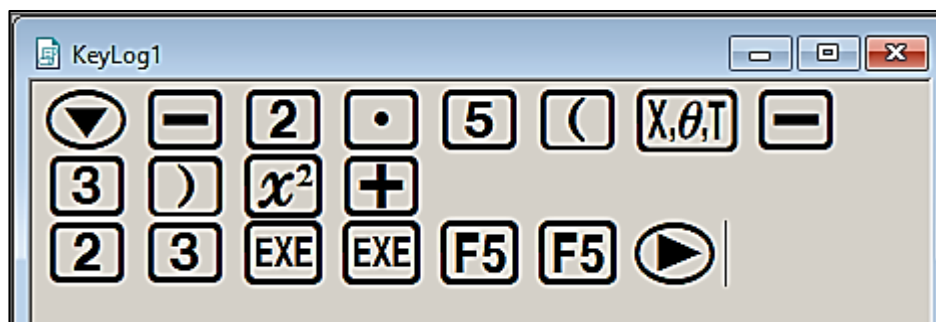 KeyLog1
▼ − 2 • 5 ( X,θ,T −
3 ) x² +
2 3 EXE EXE F5 F5 ▶